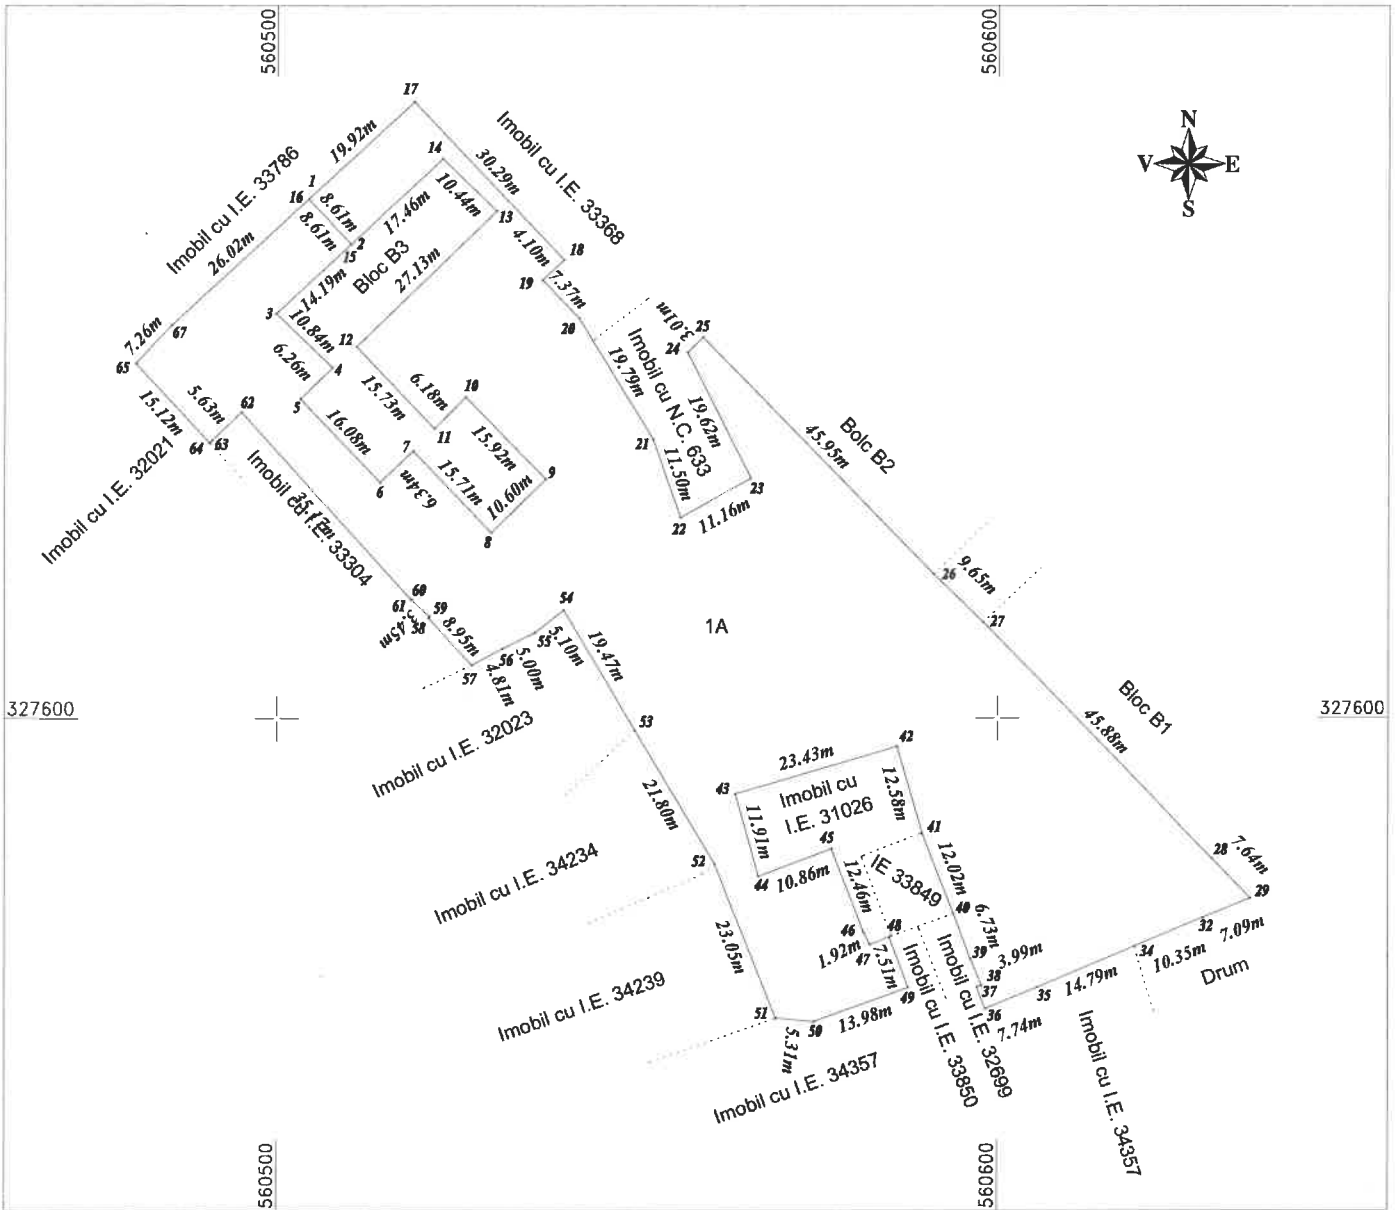 560500
560600
17
Imobil cu I.E. 33368
19.92m
N
V
E
S
14
30.29m
Imobil cu I.E. 33786
1
16
8.61m
8.61m
10.44m
17.46m
13
2
15
4.10m
18
26.02m
Bloc B3
27.13m
19
7.37m
14.19m
3
20
3.01m
25
67
7.26m
10.84m
12
24
65
6.26m
4
19.79m
Imobil cu N.C. 633
19.62m
15.73m
6.18m
10
5.63m
62
5
15.12m
16.08m
11
45.95m
Bolc B2
64
63
7
21
15.92m
11.50m
Imobil cu I.E. 32021
Imobil cu I.E. 33304
6
6.34m
15.71m
9
23
10.60m
22
11.16m
8
26
9.65m
60
61
54
59
58
3.45m
8.95m
27
1A
55
5.10m
19.47m
56
5.00m
57
4.81m
Bloc B1
327600
327600
53
45.88m
Imobil cu I.E. 32023
42
23.43m
21.80m
43
Imobil cu
I.E. 31026
12.58m
11.91m
41
45
28
7.64m
52
Imobil cu I.E. 34234
44
10.86m
12.46m
IE 33849
12.02m
29
40
6.73m
32
7.09m
46
48
23.05m
1.92m
47
7.51m
39
3.99m
34
10.35m
Drum
38
37
14.79m
49
35
36
7.74m
Imobil cu I.E. 34239
51
50
13.98m
5.31m
Imobil cu I.E. 34357
Imobil cu I.E. 33850
Imobil cu I.E. 32699
Imobil cu I.E. 34357
560500
560600